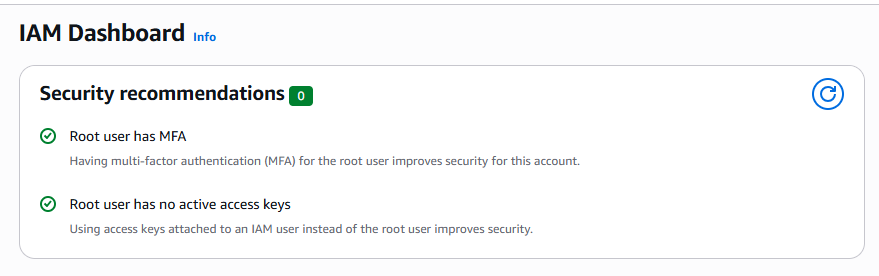 IAM Dashboard Info
Security recommendations 0
Root user has MFA
Having multi-factor authentication (MFA) for the root user improves security for this account.
Root user has no active access keys
Using access keys attached to an IAM user instead of the root user improves security.